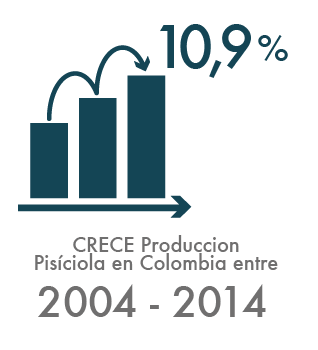 10,9%
CRECE Produccion
Pisíciola en Colombia entre
2004 - 2014